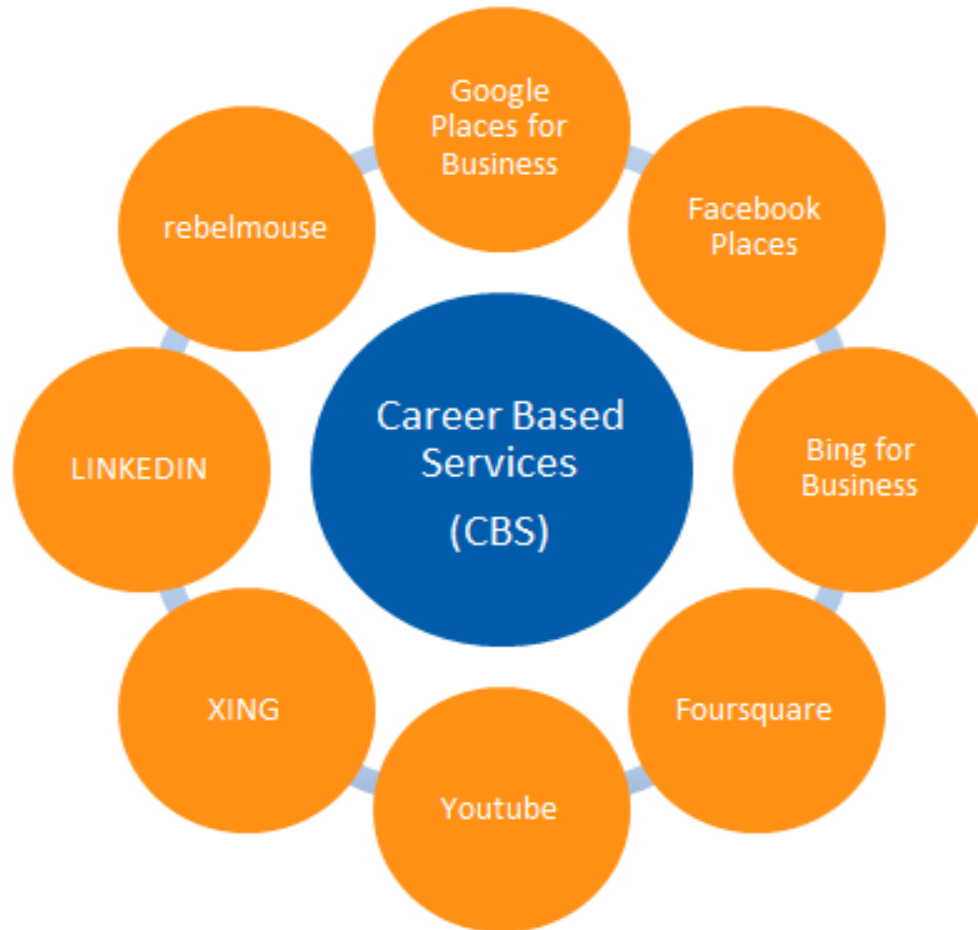 Google
Places for
Business
Facebook
Places
Bing for
Business
Foursquare
Youtube
XING
LINKEDIN
rebelmouse
Career Based
Services
(CBS)